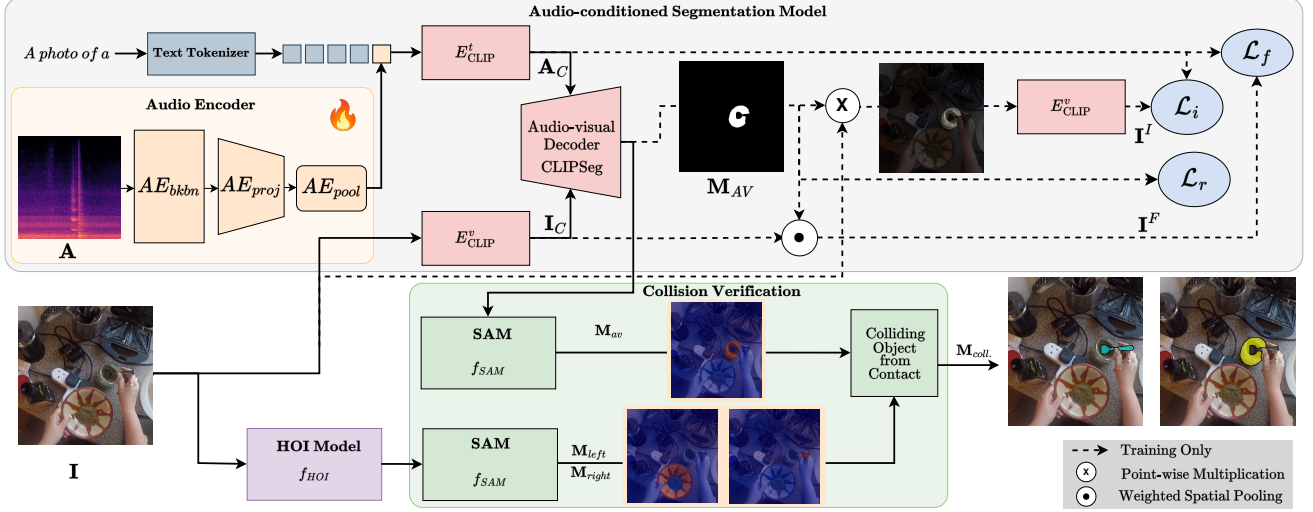 Audio-conditioned Segmentation Model
A photo of a
Text Tokenizer
E^t_CLIP
A_C
L_f
Audio Encoder
A
AE_bkbn
AE_proj
AE_pool
Audio-visual
Decoder
CLIPSeg
M_AV
X
E^v_CLIP
I^I
L_i
L_r
I_C
E^v_CLIP
I^F
I
Collision Verification
SAM
f_SAM
M_av
Colliding
Object
from
Contact
M_coll.
HOI Model
f_HOI
SAM
f_SAM
M_left
M_right
Training Only
X
Point-wise Multiplication
Weighted Spatial Pooling